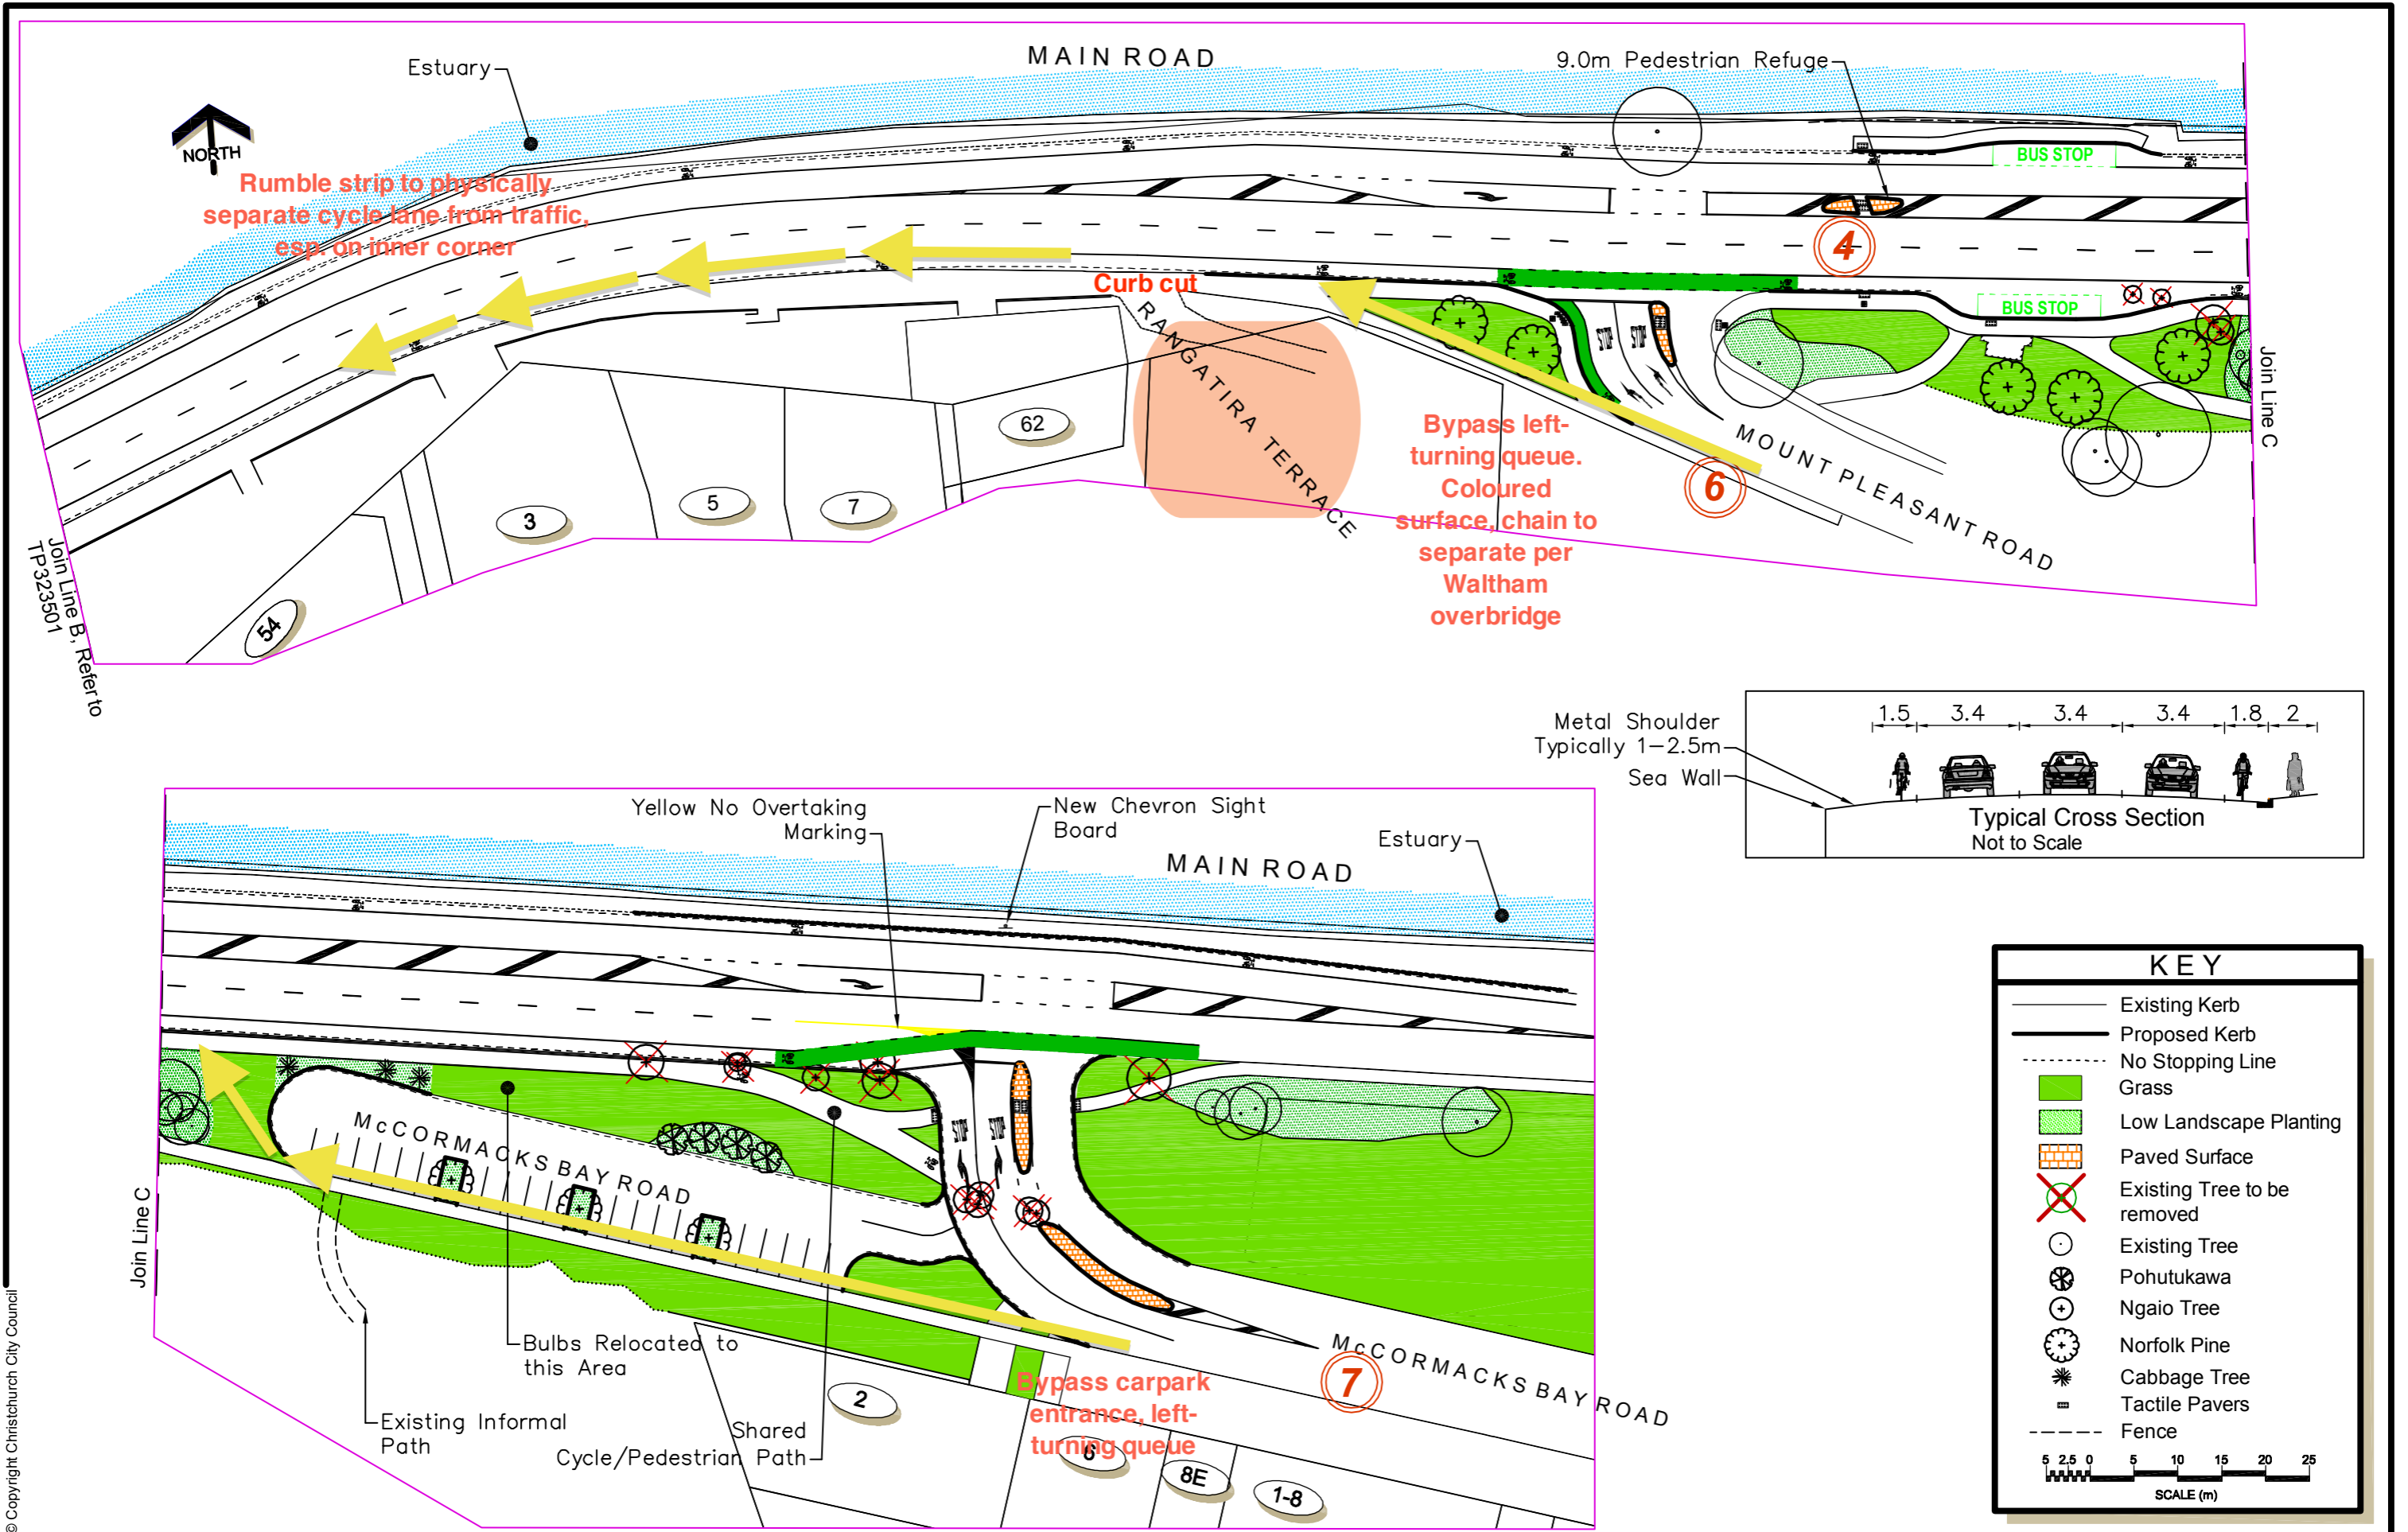 MAIN ROAD
Estuary
9.0m Pedestrian Refuge
NORTH
BUS STOP
Rumble strip to physically
separate cycle lane from traffic,
esp. on inner corner
4
Curb cut
BUS STOP
RANGATIRA TERRACE
Join Line C
62
Bypass left-
turning queue.
Coloured
surface, chain to
separate per
Waltham
overbridge
6
MOUNT PLEASANT ROAD
3
5
7
54
Join Line B, Refer to
TP323501
Metal Shoulder
Typically 1-2.5m
Sea Wall
1.5 3.4 3.4 3.4 1.8 2
Typical Cross Section
Not to Scale
Yellow No Overtaking
Marking
New Chevron Sight
Board
Estuary
MAIN ROAD
McCORMACKS BAY ROAD
Join Line C
Bulbs Relocated to
this Area
Existing Informal
Path
Shared
Cycle/Pedestrian Path
Bypass carpark
entrance, left-
turning queue
7
McCORMACKS BAY ROAD
2
6
8E
1-8
KEY
Existing Kerb
Proposed Kerb
No Stopping Line
Grass
Low Landscape Planting
Paved Surface
Existing Tree to be
removed
Existing Tree
Pohutukawa
Ngaio Tree
Norfolk Pine
Cabbage Tree
Tactile Pavers
Fence
5 2.5 0 5 10 15 20 25
SCALE (m)
© Copyright Christchurch City Council